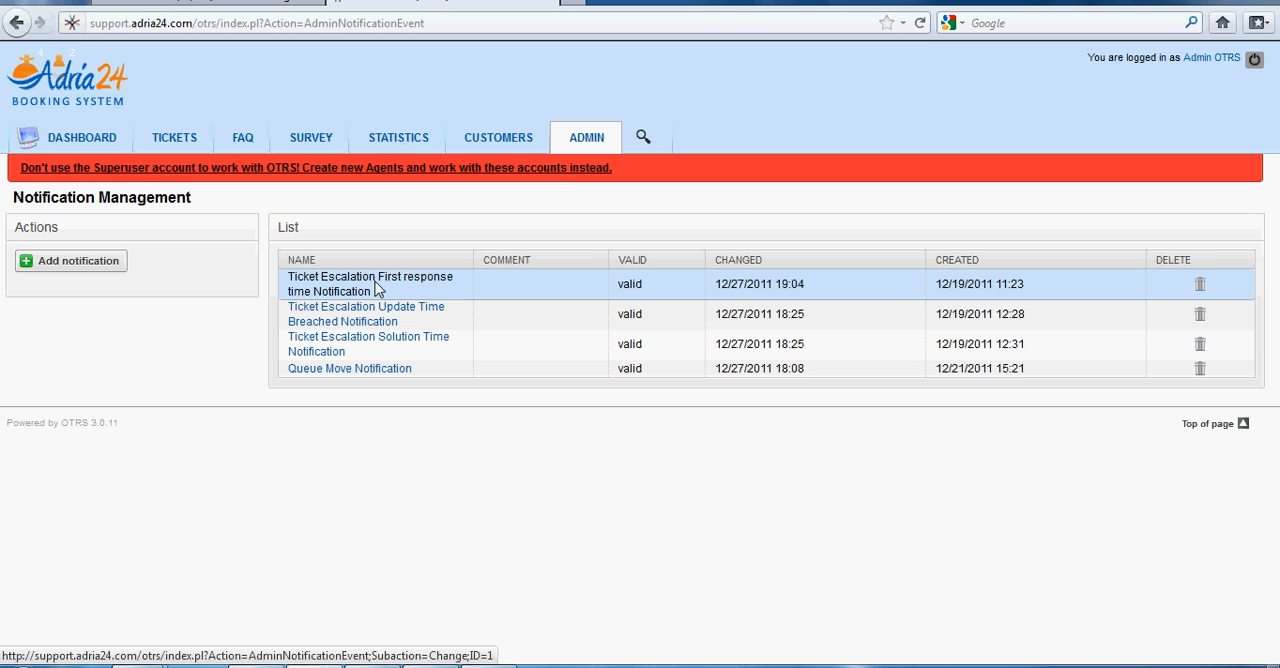 support.adria24.com/otrs/index.pl?Action=AdminNotificationEvent
Google
You are logged in as Admin OTRS
Adria24
BOOKING SYSTEM
DASHBOARD TICKETS FAQ SURVEY STATISTICS CUSTOMERS ADMIN
Don't use the Superuser account to work with OTRS! Create new Agents and work with these accounts instead.
Notification Management
Actions
Add notification
List
NAME COMMENT VALID CHANGED CREATED DELETE
Ticket Escalation First response
time Notification valid 12/27/2011 19:04 12/19/2011 11:23
Ticket Escalation Update Time
Breached Notification valid 12/27/2011 18:25 12/19/2011 12:28
Ticket Escalation Solution Time
Notification valid 12/27/2011 18:25 12/19/2011 12:31
Queue Move Notification valid 12/27/2011 18:08 12/21/2011 15:21
Powered by OTRS 3.0.11
Top of page
http://support.adria24.com/otrs/index.pl?Action=AdminNotificationEvent;Subaction=Change;ID=1